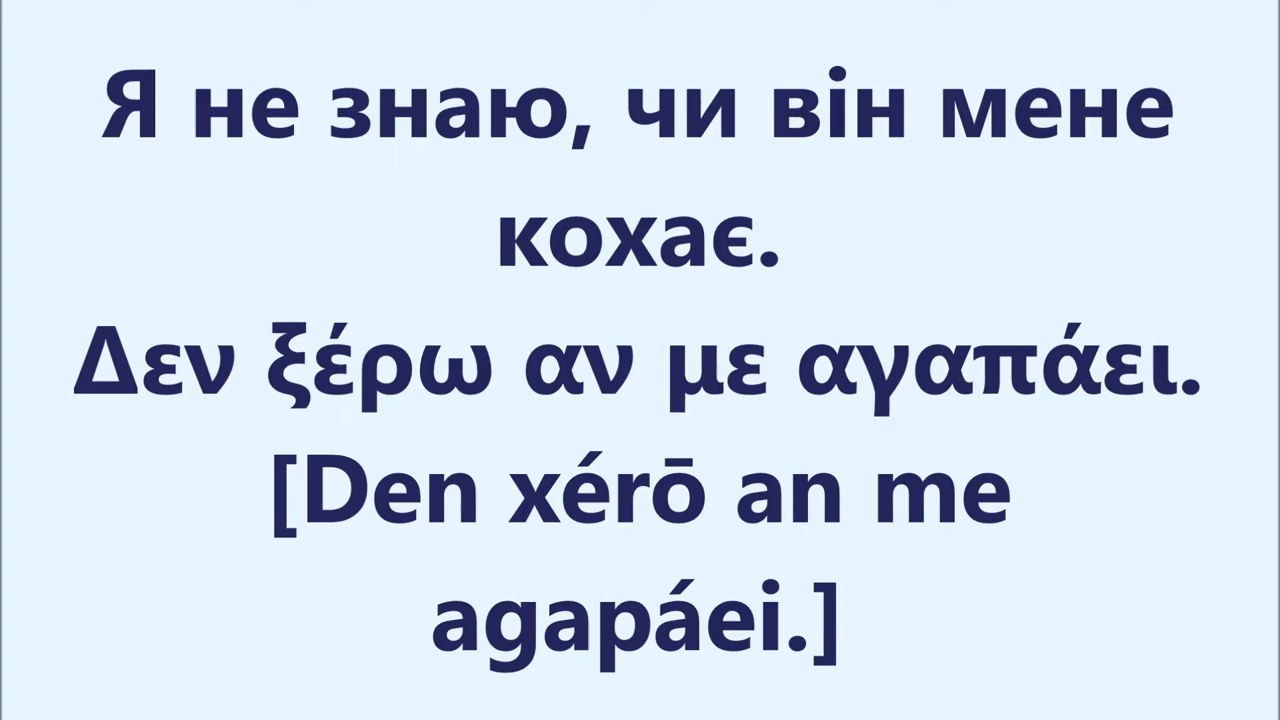 Я не знаю, чи він мене
кохає.
Δεν ξέρω αν με αγαπάει.
[Den xérō an me
agapáei.]